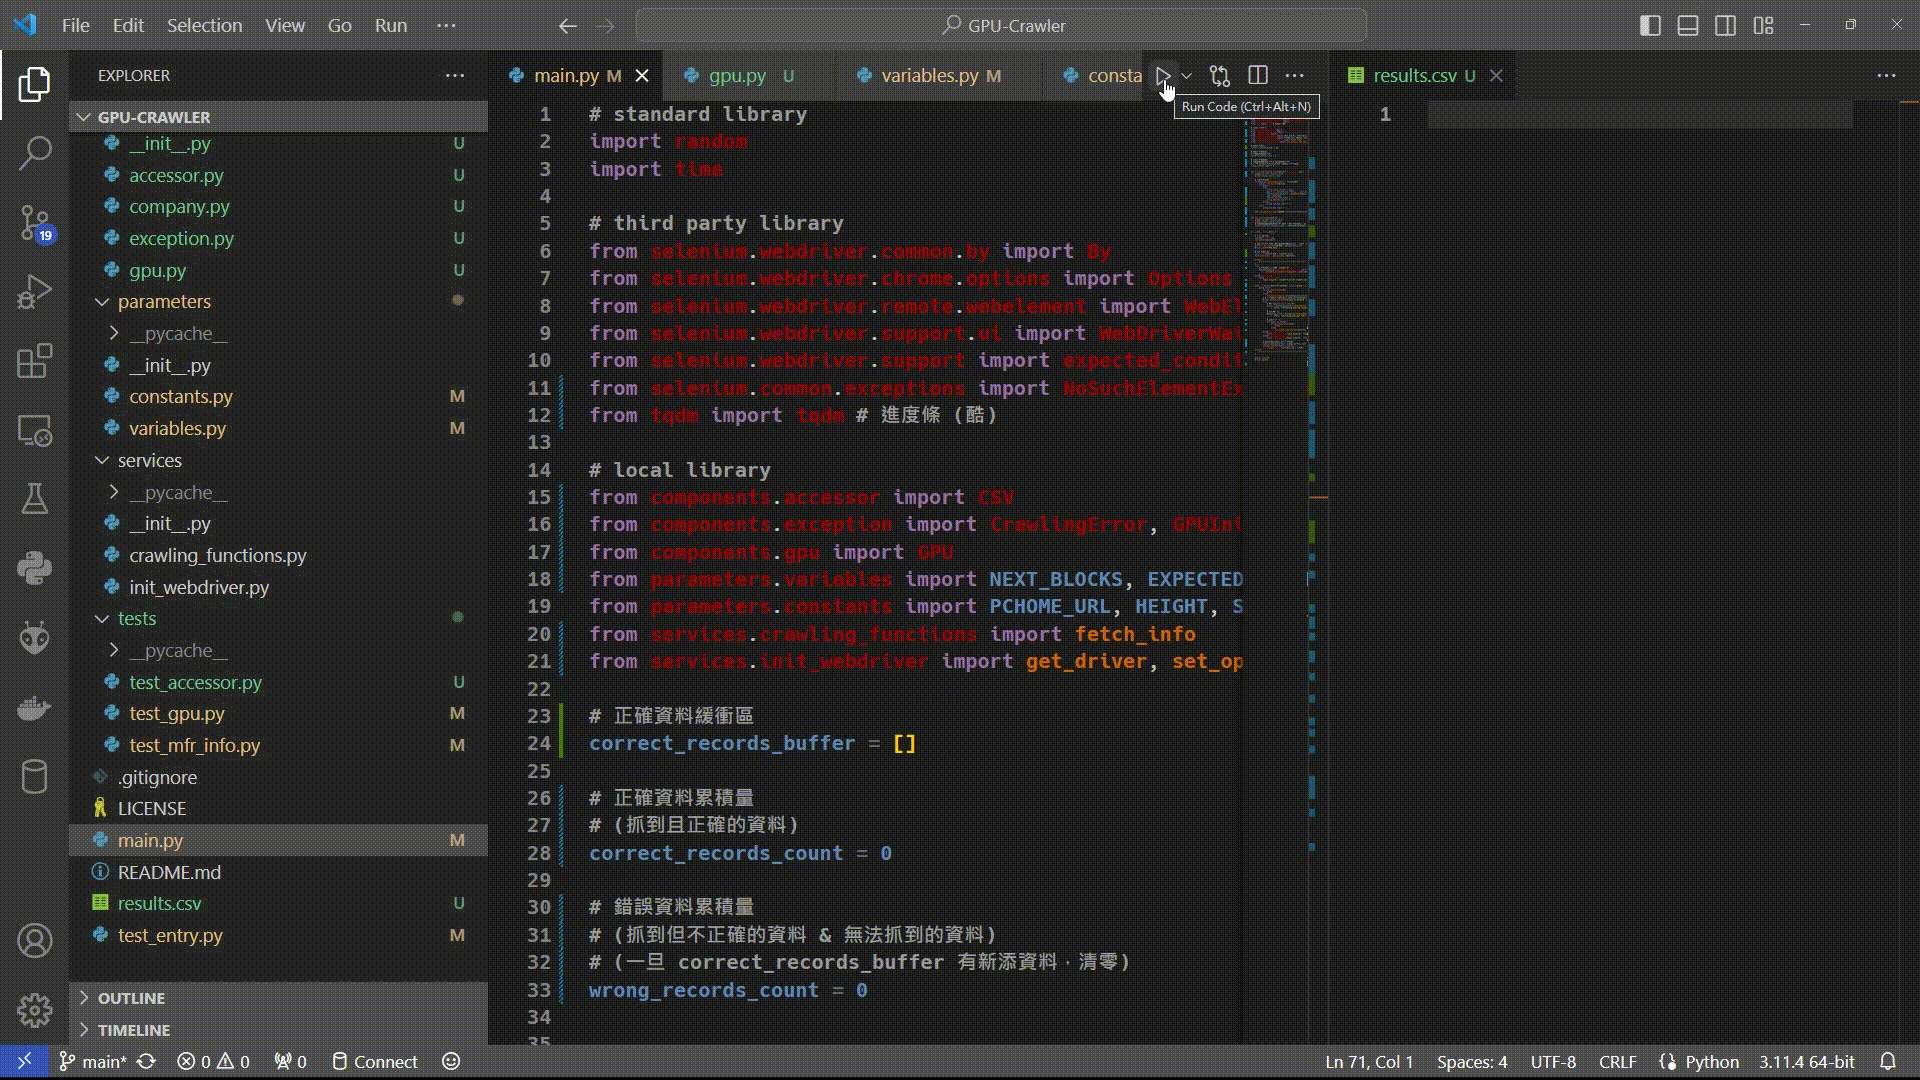 File Edit Selection View Go Run ···
GPU-Crawler
EXPLORER
GPU-CRAWLER
__init__.py U
accessor.py U
company.py U
exception.py U
gpu.py U
parameters
__pycache__
__init__.py
constants.py M
variables.py M
services
__pycache__
__init__.py
crawling_functions.py
init_webdriver.py
tests
__pycache__
test_accessor.py U
test_gpu.py M
test_mfr_info.py M
.gitignore
LICENSE
main.py M
README.md
results.csv U
test_entry.py M
OUTLINE
TIMELINE
19
main.py M gpu.py U variables.py M consta
Run Code (Ctrl+Alt+N)
1 # standard library
2 import random
3 import time
4
5 # third party library
6 from selenium.webdriver.common.by import By
7 from selenium.webdriver.chrome.options import Options
8 from selenium.webdriver.remote.webelement import WebEl
9 from selenium.webdriver.support.ui import WebDriverWai
10 from selenium.webdriver.support import expected_condit
11 from selenium.common.exceptions import NoSuchElementEx
12 from tqdm import tqdm # 進度條 (酷)
13
14 # local library
15 from components.accessor import CSV
16 from components.exception import CrawlingError, GPUIni
17 from components.gpu import GPU
18 from parameters.variables import NEXT_BLOCKS, EXPECTED
19 from parameters.constants import PCHOME_URL, HEIGHT, S
20 from services.crawling_functions import fetch_info
21 from services.init_webdriver import get_driver, set_op
22
23 # 正確資料緩衝區
24 correct_records_buffer = []
25
26 # 正確資料累積量
27 # (抓到且正確的資料)
28 correct_records_count = 0
29
30 # 錯誤資料累積量
31 # (抓到但不正確的資料 & 無法抓到的資料)
32 # (一旦 correct_records_buffer 有新添資料，清零)
33 wrong_records_count = 0
34
35
results.csv U
1
main* 0 0 0 Connect
Ln 71, Col 1 Spaces: 4 UTF-8 CRLF Python 3.11.4 64-bit